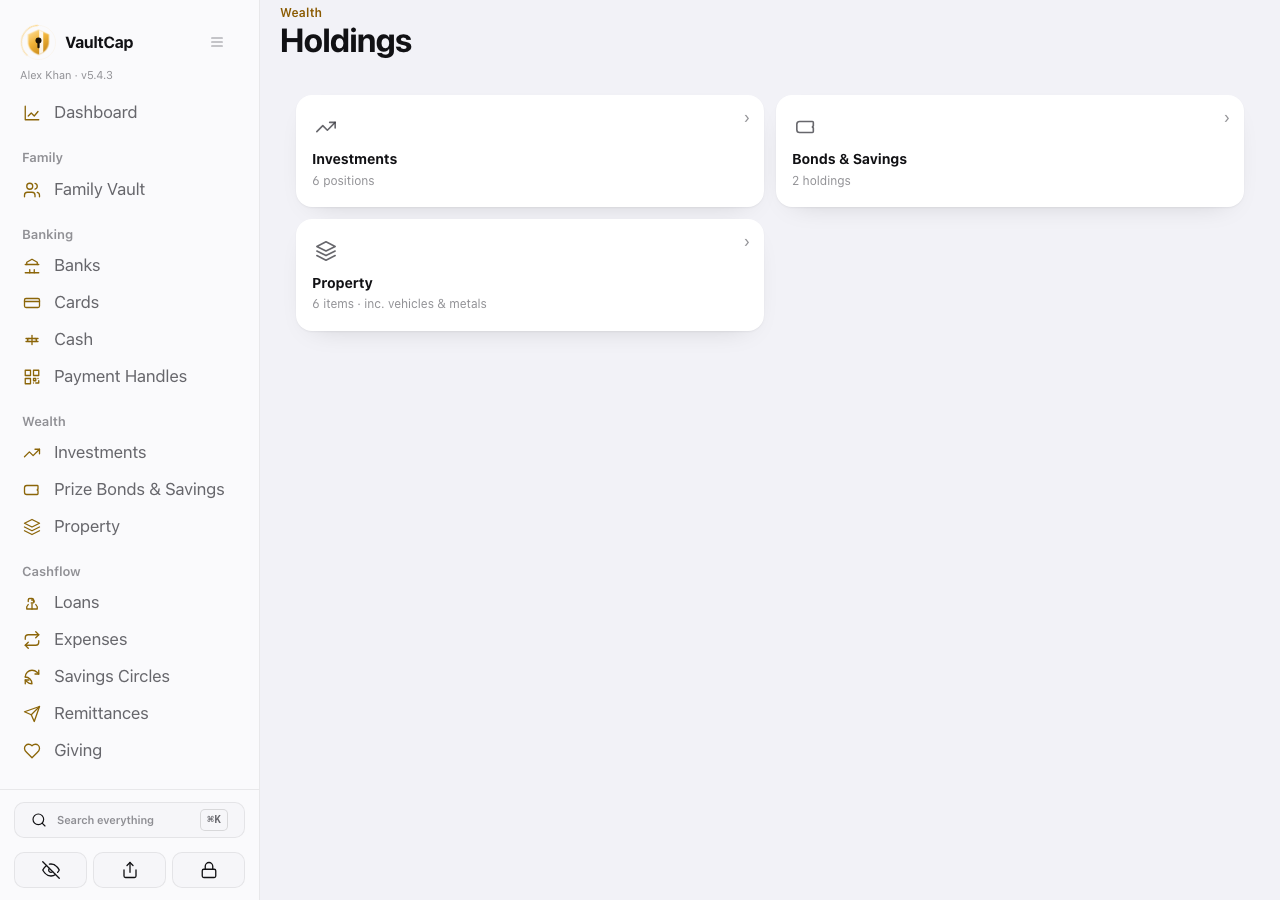 VaultCap
Alex Khan · v5.4.3
Dashboard
Family
Family Vault
Banking
Banks
Cards
Cash
Payment Handles
Wealth
Investments
Prize Bonds & Savings
Property
Cashflow
Loans
Expenses
Savings Circles
Remittances
Giving
Search everything ⌘K
Wealth
Holdings
Investments
6 positions
Bonds & Savings
2 holdings
Property
6 items · inc. vehicles & metals